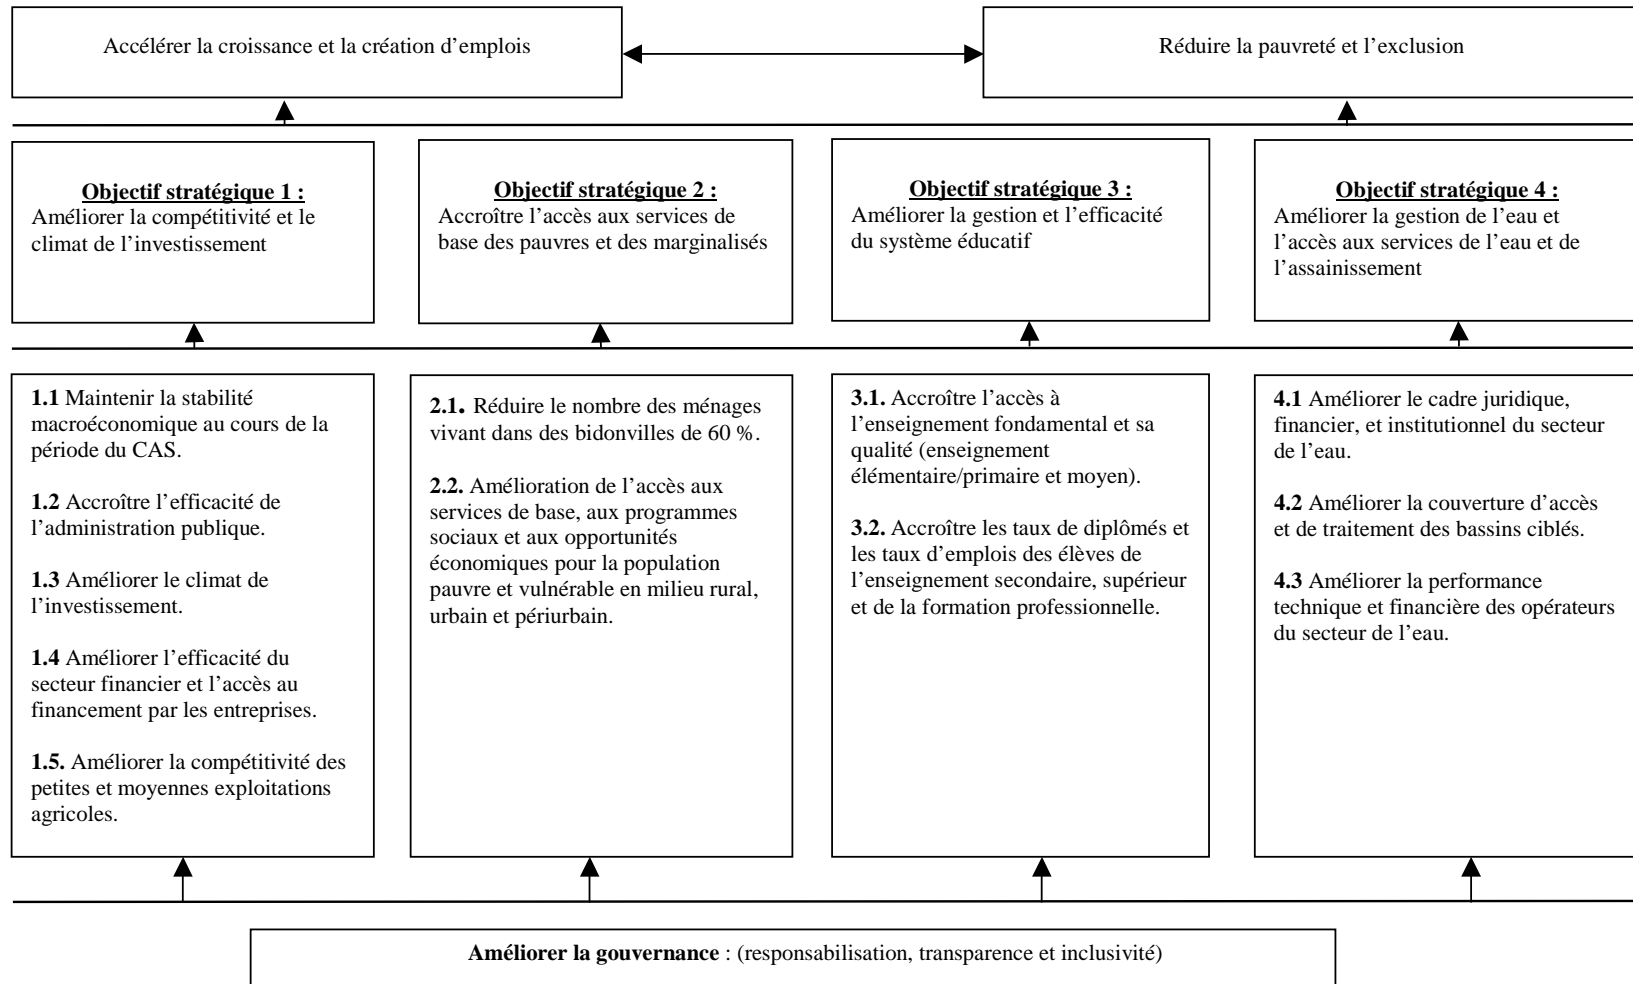 Accélérer la croissance et la création d'emplois
Réduire la pauvreté et l'exclusion
Objectif stratégique 1 :
Améliorer la compétitivité et le
climat de l'investissement
Objectif stratégique 2 :
Accroître l'accès aux services de
base des pauvres et des marginalisés
Objectif stratégique 3 :
Améliorer la gestion et l'efficacité
du système éducatif
Objectif stratégique 4 :
Améliorer la gestion de l'eau et
l'accès aux services de l'eau et de
l'assainissement
1.1 Maintenir la stabilité
macroéconomique au cours de la
période du CAS.
1.2 Accroître l'efficacité de
l'administration publique.
1.3 Améliorer le climat de
l'investissement.
1.4 Améliorer l'efficacité du
secteur financier et l'accès au
financement par les entreprises.
1.5. Améliorer la compétitivité des
petites et moyennes exploitations
agricoles.
2.1. Réduire le nombre des ménages
vivant dans des bidonvilles de 60 %.
2.2. Amélioration de l'accès aux
services de base, aux programmes
sociaux et aux opportunités
économiques pour la population
pauvre et vulnérable en milieu rural,
urbain et périurbain.
3.1. Accroître l'accès à
l'enseignement fondamental et sa
qualité (enseignement
élémentaire/primaire et moyen).
3.2. Accroître les taux de diplômés et
les taux d'emplois des élèves de
l'enseignement secondaire, supérieur
et de la formation professionnelle.
4.1 Améliorer le cadre juridique,
financier, et institutionnel du secteur
de l'eau.
4.2 Améliorer la couverture d'accès
et de traitement des bassins ciblés.
4.3 Améliorer la performance
technique et financière des opérateurs
du secteur de l'eau.
Améliorer la gouvernance : (responsabilisation, transparence et inclusivité)